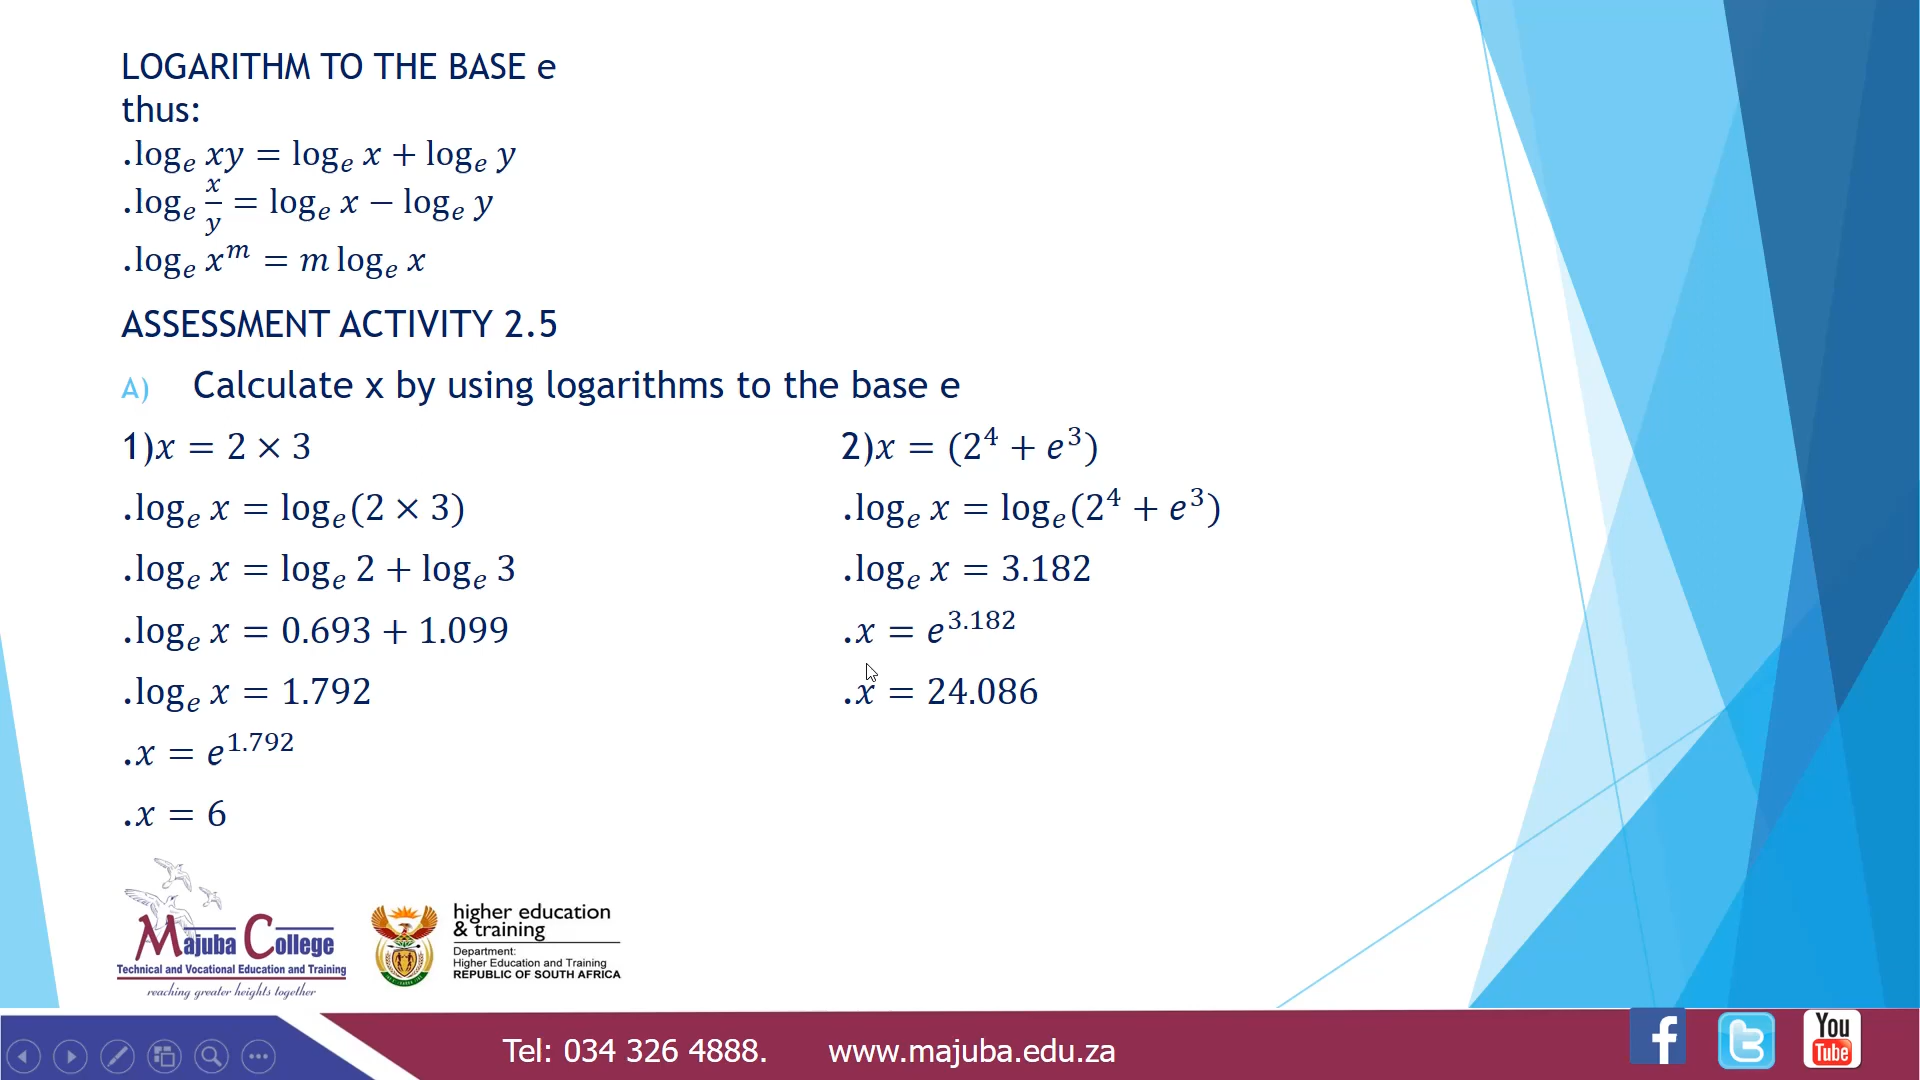 LOGARITHM TO THE BASE e
thus:
.logₑ xy = logₑ x + logₑ y
.logₑ x/y = logₑ x − logₑ y
.logₑ xᵐ = m logₑ x
ASSESSMENT ACTIVITY 2.5
A) Calculate x by using logarithms to the base e
1)x = 2 × 3
.logₑ x = logₑ(2 × 3)
.logₑ x = logₑ 2 + logₑ 3
.logₑ x = 0.693 + 1.099
.logₑ x = 1.792
.x = e^1.792
.x = 6
2)x = (2⁴ + e³)
.logₑ x = logₑ(2⁴ + e³)
.logₑ x = 3.182
.x = e^3.182
.x = 24.086
Majuba College
Technical and Vocational Education and Training
reaching greater heights together
higher education
& training
Department:
Higher Education and Training
REPUBLIC OF SOUTH AFRICA
Tel: 034 326 4888. www.majuba.edu.za
You
Tube